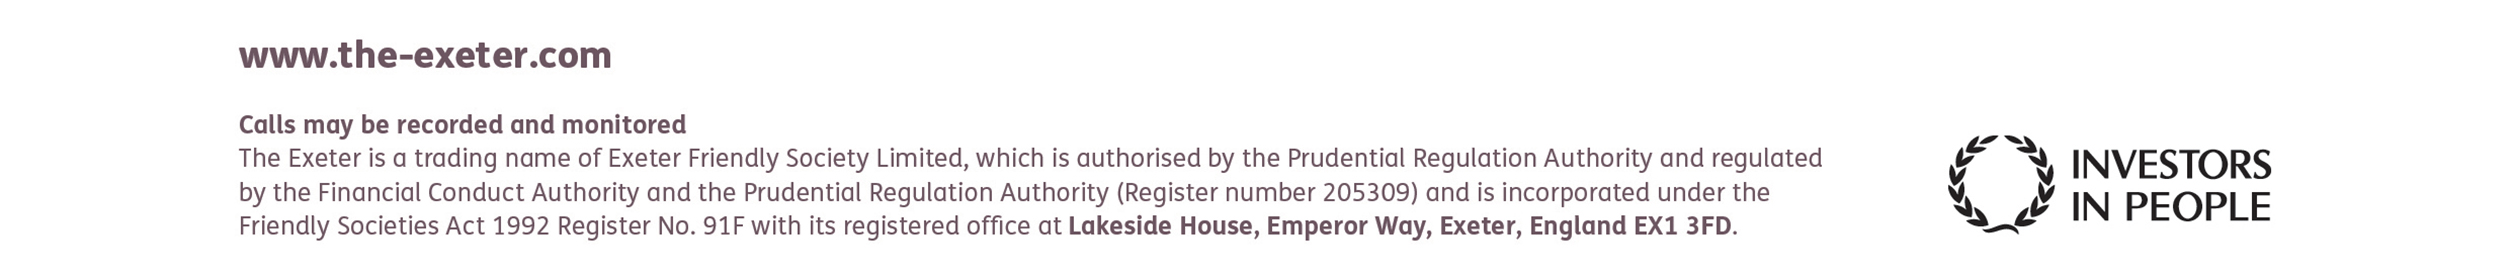 www.the-exeter.com
Calls may be recorded and monitored
The Exeter is a trading name of Exeter Friendly Society Limited, which is authorised by the Prudential Regulation Authority and regulated
by the Financial Conduct Authority and the Prudential Regulation Authority (Register number 205309) and is incorporated under the
Friendly Societies Act 1992 Register No. 91F with its registered office at Lakeside House, Emperor Way, Exeter, England EX1 3FD.
INVESTORS
IN PEOPLE